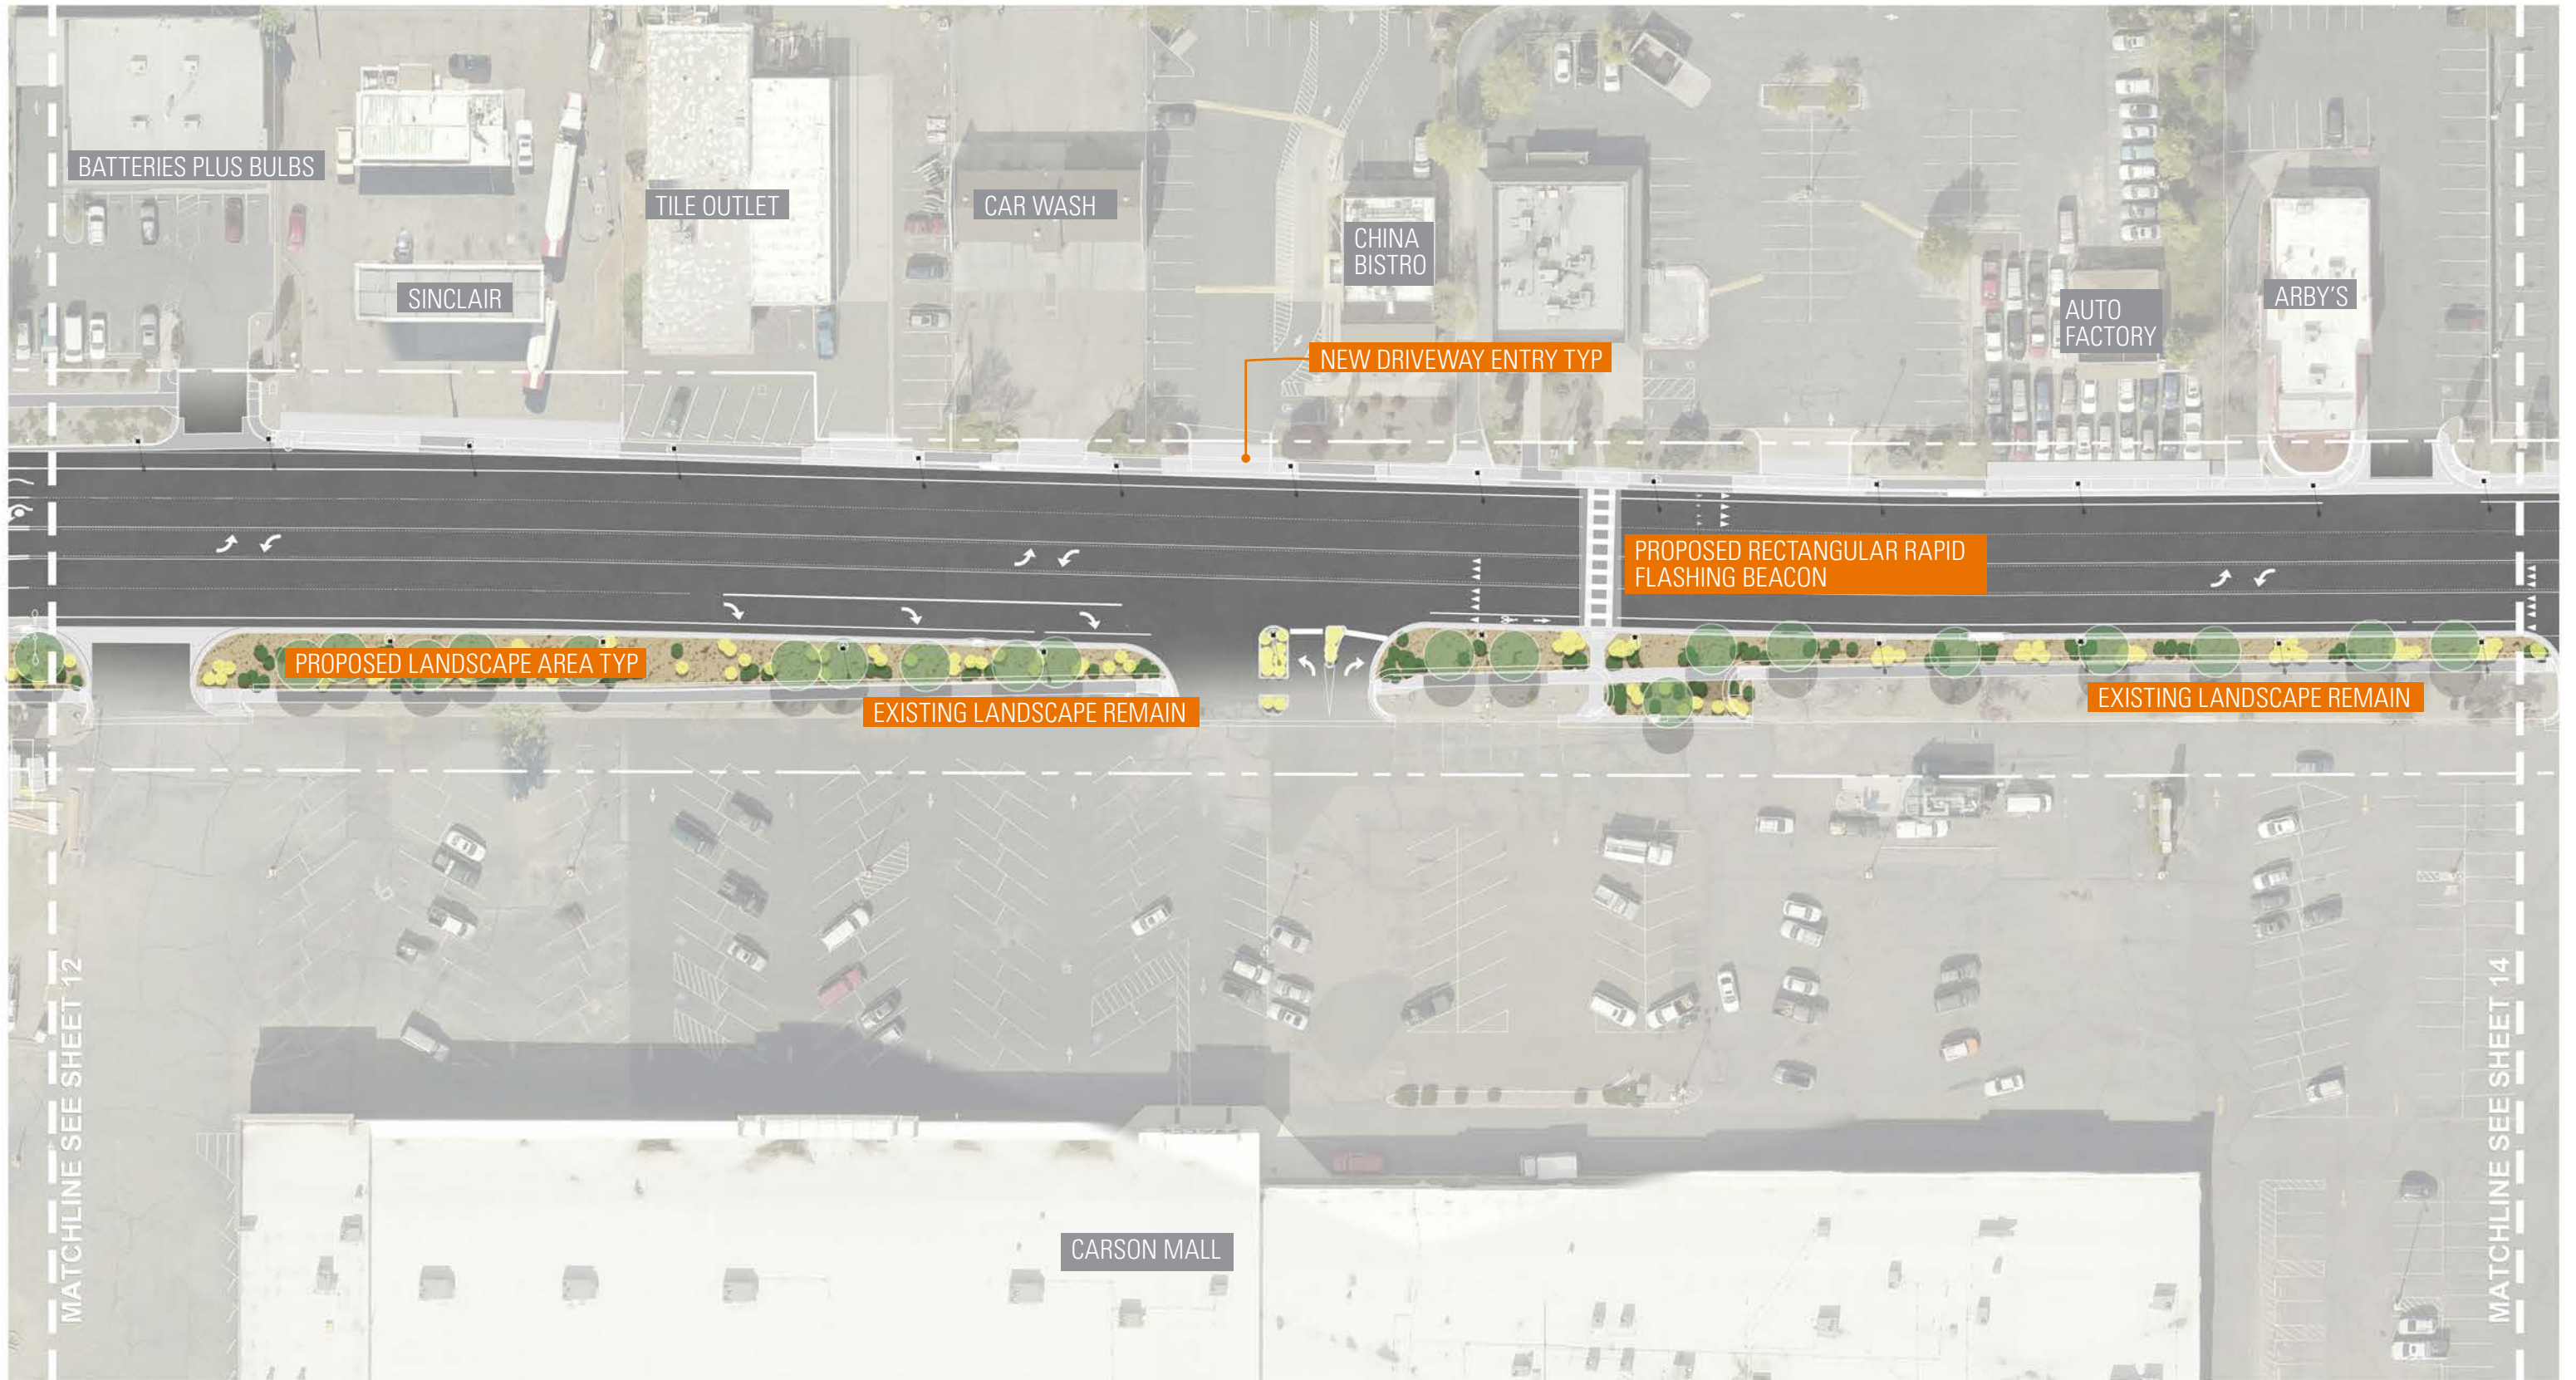 BATTERIES PLUS BULBS
SINCLAIR
TILE OUTLET
CAR WASH
CHINA
BISTRO
AUTO
FACTORY
ARBY'S
NEW DRIVEWAY ENTRY TYP
PROPOSED RECTANGULAR RAPID
FLASHING BEACON
PROPOSED LANDSCAPE AREA TYP
EXISTING LANDSCAPE REMAIN
EXISTING LANDSCAPE REMAIN
MATCHLINE SEE SHEET 12
MATCHLINE SEE SHEET 14
CARSON MALL